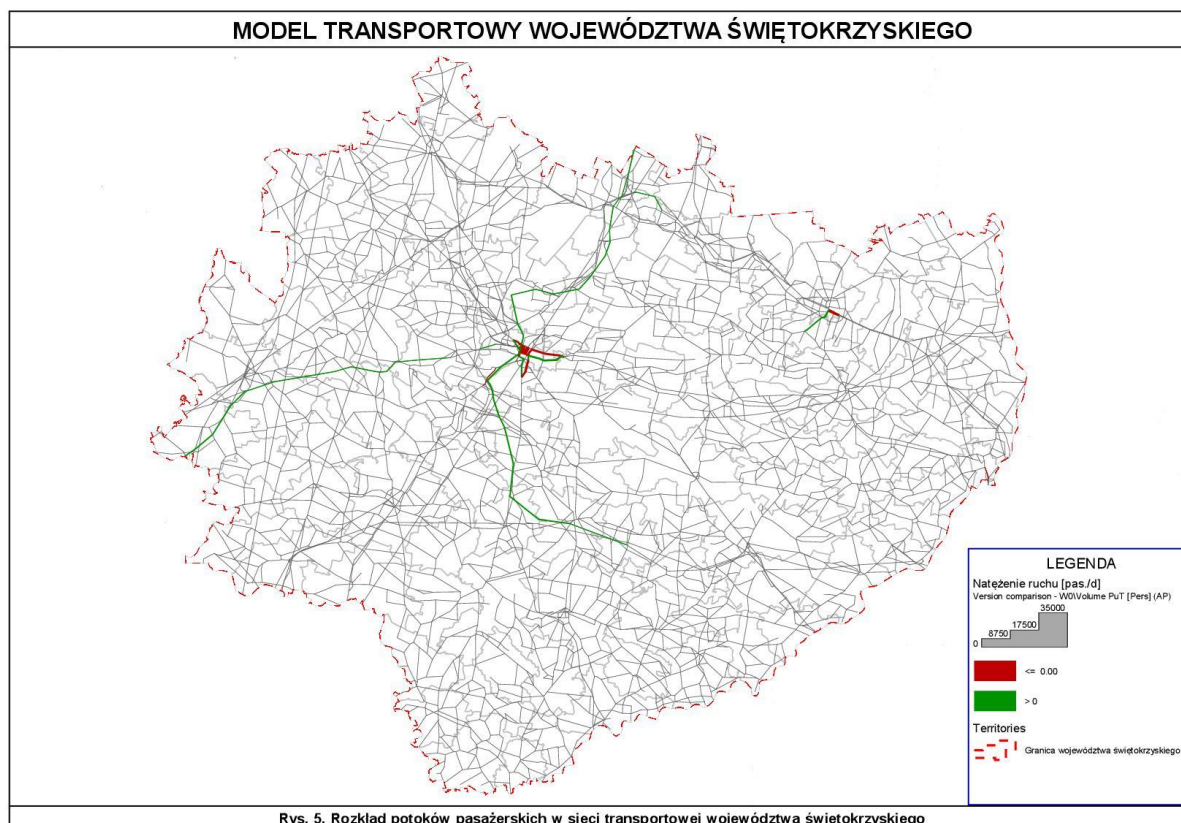 MODEL TRANSPORTOWY WOJEWÓDZTWA ŚWIĘTOKRZYSKIEGO
LEGENDA
Natężenie ruchu [pas./d]
Version comparison - W0\Volume PuT [Pers] (AP)
35000
17500
8750
0
<= 0.00
> 0
Territories
Granica województwa świętokrzyskiego
Rys. 5. Rozkład potoków pasażerskich w sieci transportowej województwa świętokrzyskiego